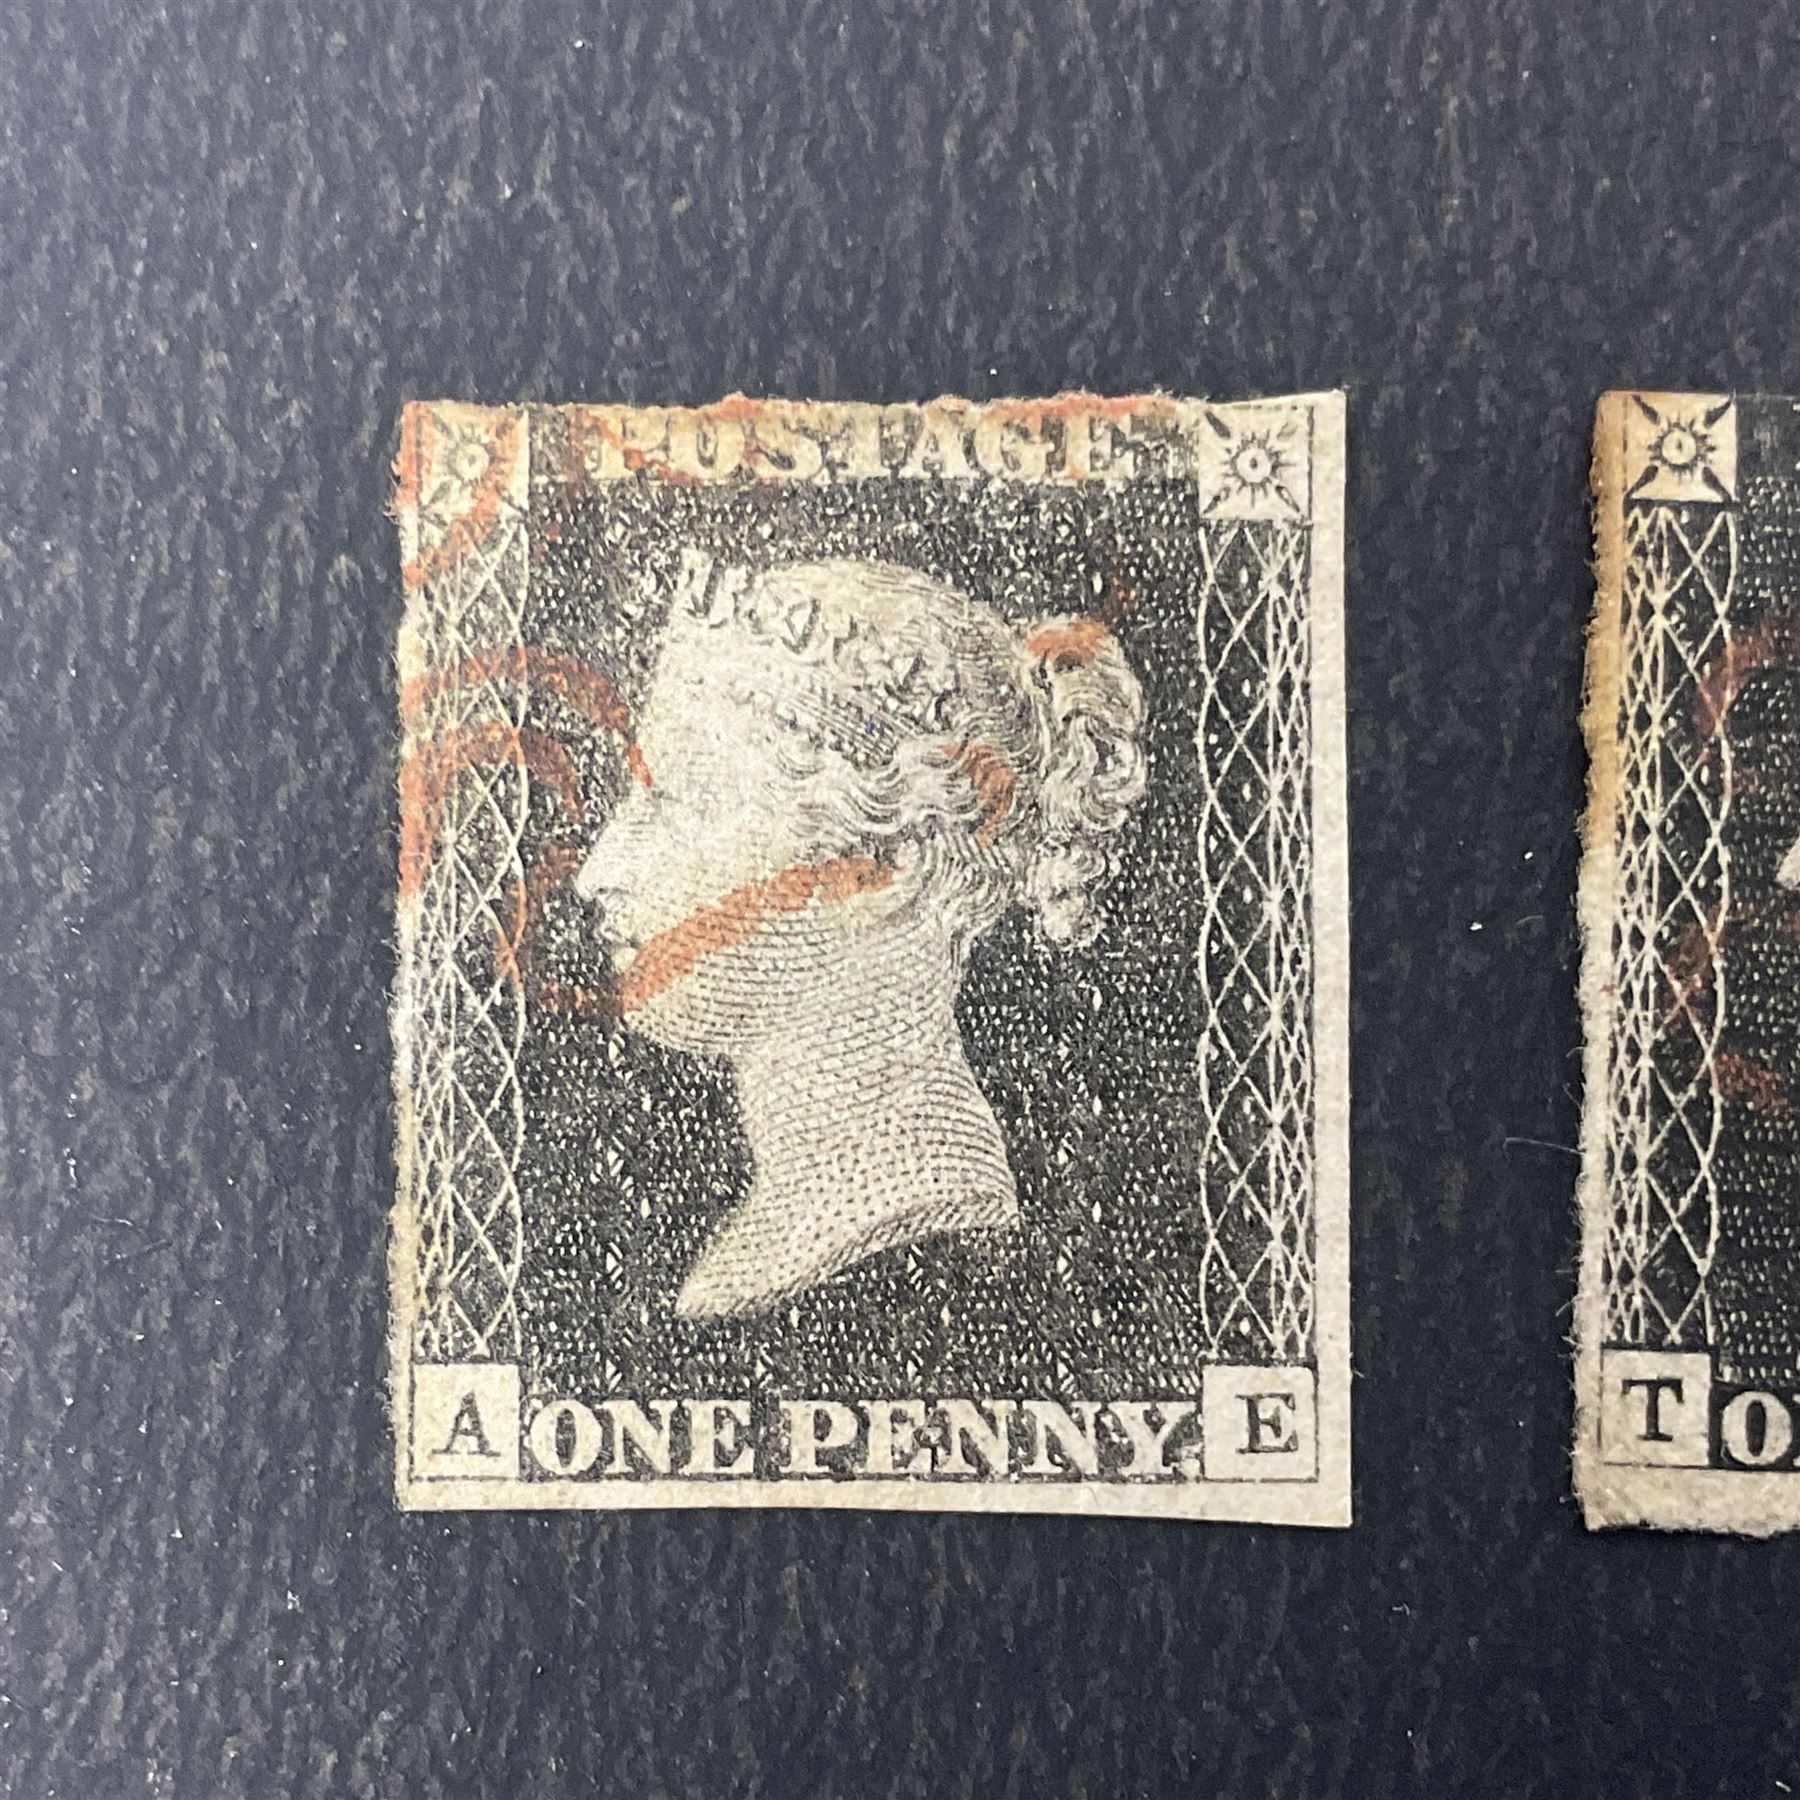 POSTAGE
A ONE PENNY. E
T